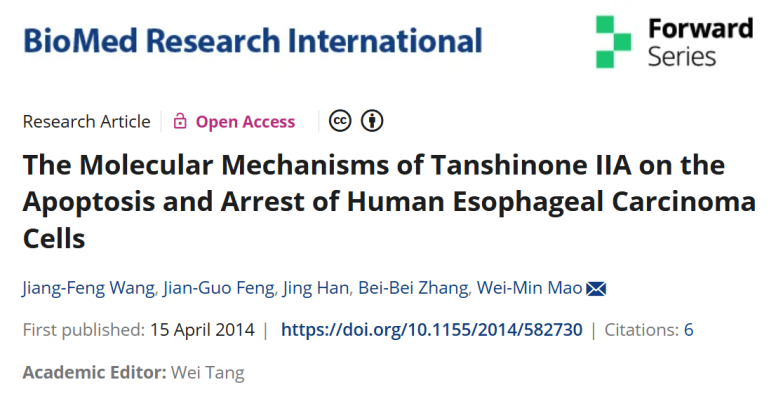 BioMed Research International
Forward
Series
Research Article
Open Access
cc
The Molecular Mechanisms of Tanshinone IIA on the
Apoptosis and Arrest of Human Esophageal Carcinoma
Cells
Jiang-Feng Wang, Jian-Guo Feng, Jing Han, Bei-Bei Zhang, Wei-Min Mao
First published: 15 April 2014 | https://doi.org/10.1155/2014/582730 | Citations: 6
Academic Editor: Wei Tang